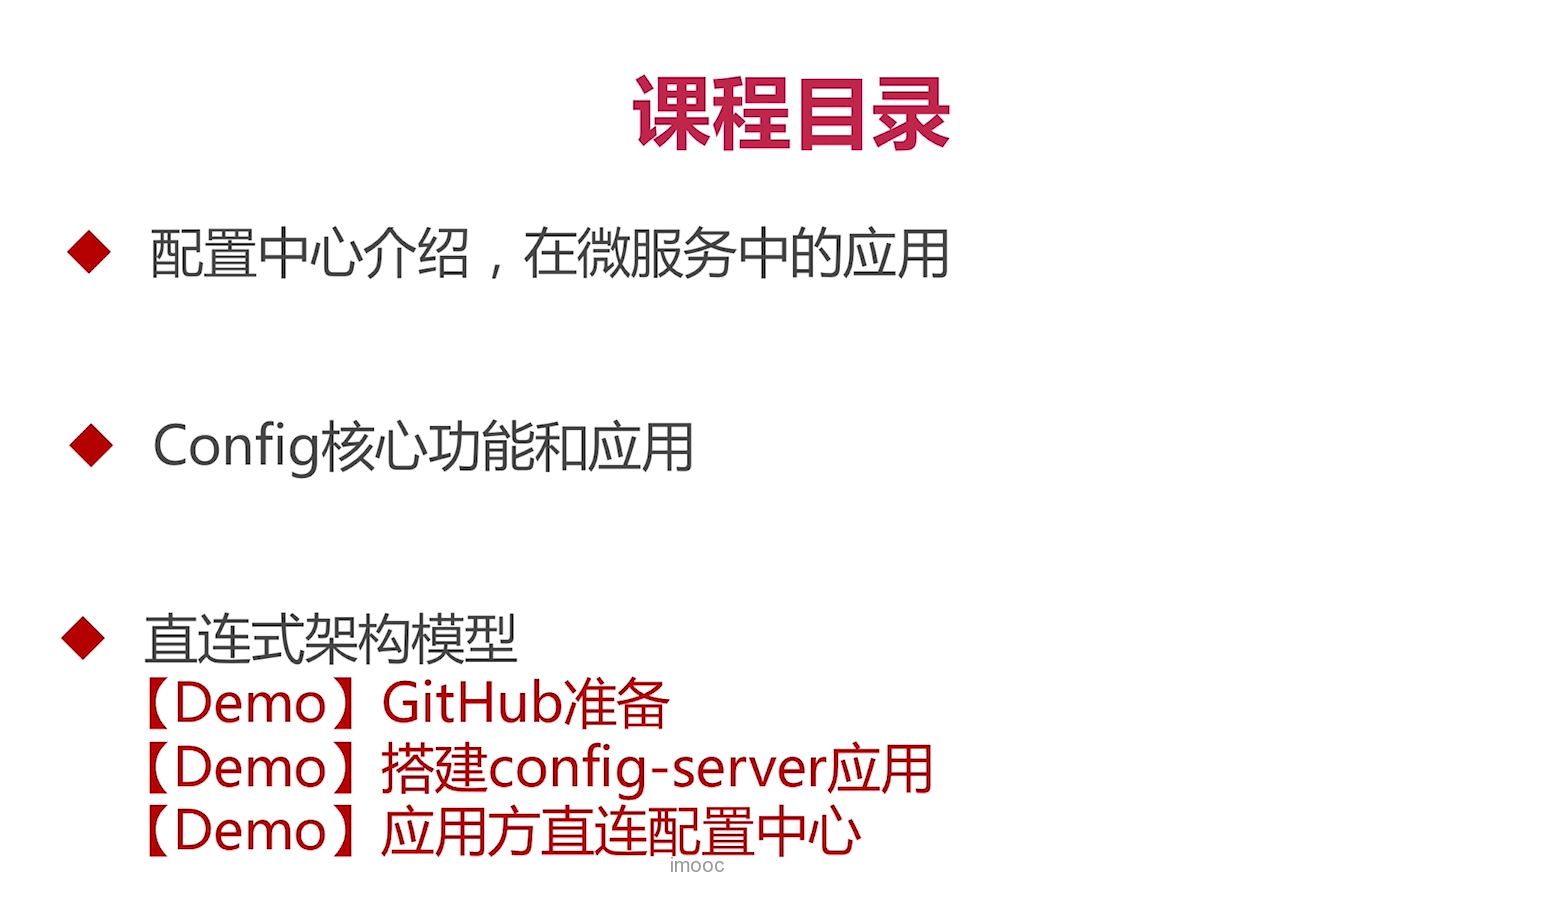 课程目录
配置中心介绍，在微服务中的应用
Config核心功能和应用
直连式架构模型
【Demo】GitHub准备
【Demo】搭建config-server应用
【Demo】应用方直连配置中心
imooc